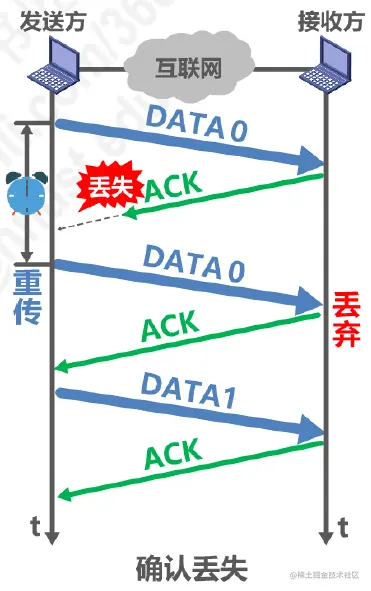 发送方
接收方
互联网
DATA 0
丢失
ACK
重传
DATA 0
丢弃
ACK
DATA1
ACK
t
t
确认丢失
@稀土掘金技术社区